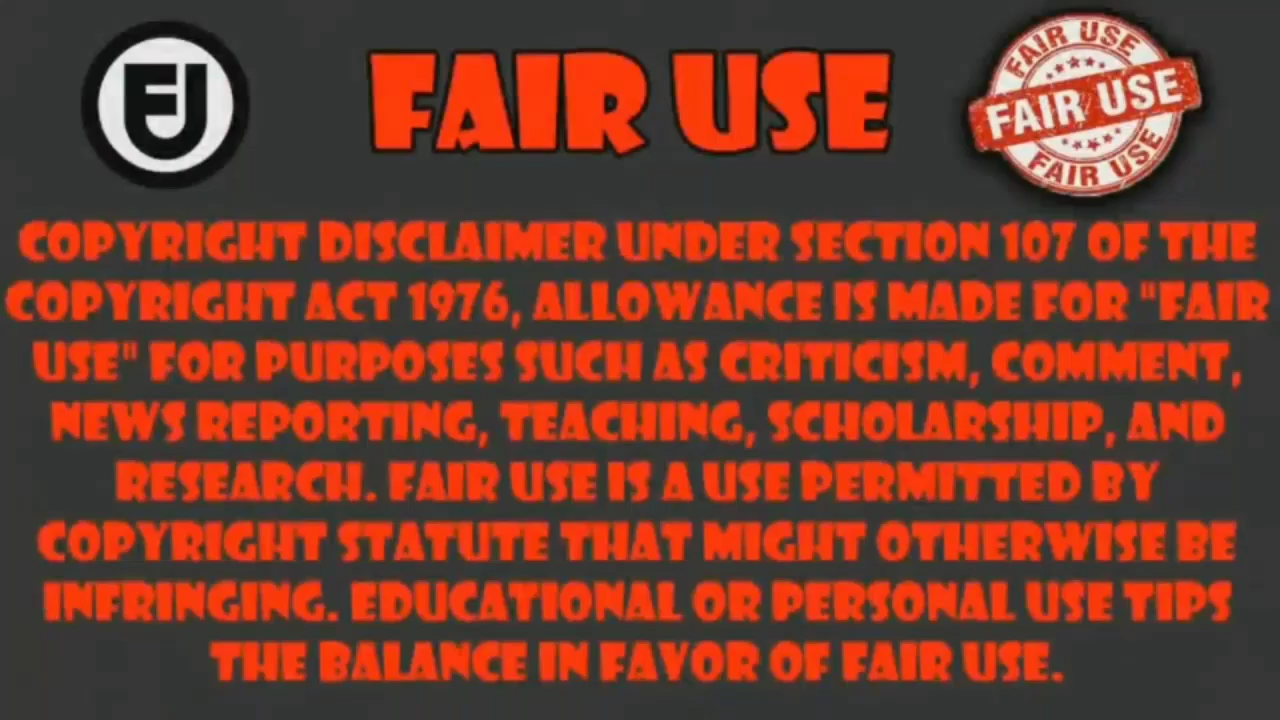 FU
FAIR USE
FAIR USE
FAIR USE
FAIR USE
COPYRIGHT DISCLAIMER UNDER SECTION 107 OF THE
COPYRIGHT ACT 1976, ALLOWANCE IS MADE FOR "FAIR
USE" FOR PURPOSES SUCH AS CRITICISM, COMMENT,
NEWS REPORTING, TEACHING, SCHOLARSHIP, AND
RESEARCH. FAIR USE IS A USE PERMITTED BY
COPYRIGHT STATUTE THAT MIGHT OTHERWISE BE
INFRINGING. EDUCATIONAL OR PERSONAL USE TIPS
THE BALANCE IN FAVOR OF FAIR USE.